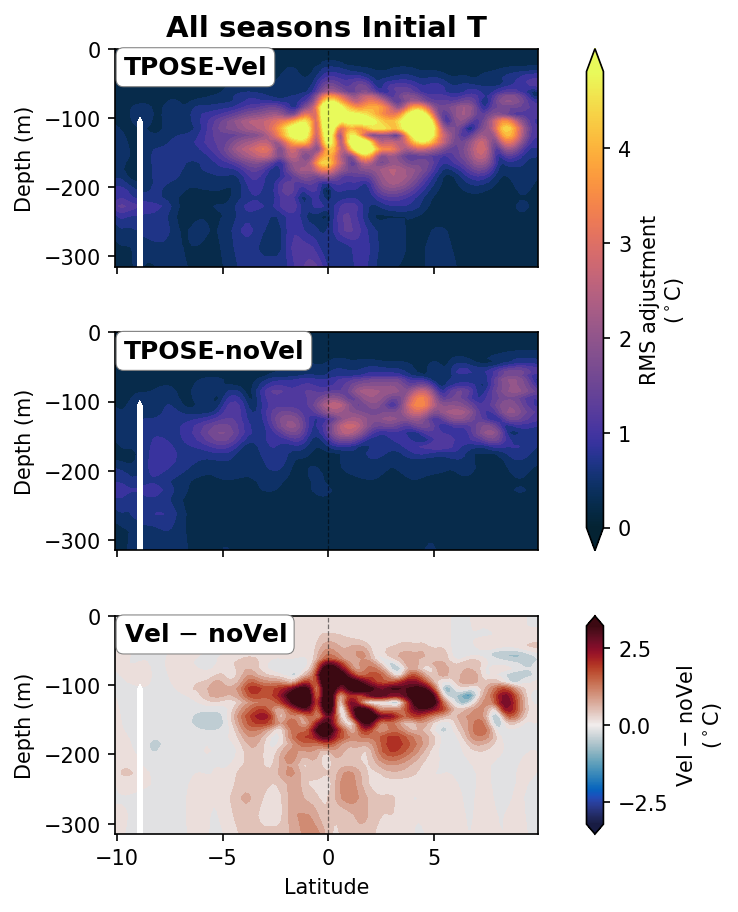 All seasons Initial T
TPOSE-Vel
Depth (m)
0
−100
−200
−300
TPOSE-noVel
Depth (m)
0
−100
−200
−300
4
3
2
1
0
RMS adjustment
(°C)
Vel − noVel
Depth (m)
0
−100
−200
−300
−10
−5
0
5
Latitude
2.5
0.0
−2.5
Vel − noVel
(°C)